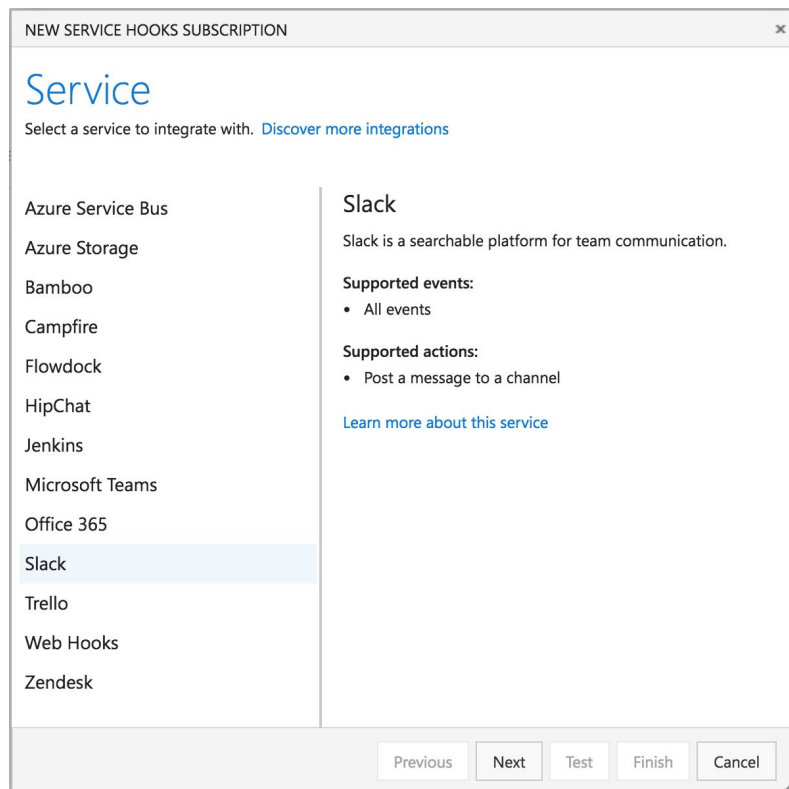 NEW SERVICE HOOKS SUBSCRIPTION
Service
Select a service to integrate with. Discover more integrations
Azure Service Bus
Azure Storage
Bamboo
Campfire
Flowdock
HipChat
Jenkins
Microsoft Teams
Office 365
Slack
Trello
Web Hooks
Zendesk
Slack
Slack is a searchable platform for team communication.
Supported events:
• All events
Supported actions:
• Post a message to a channel
Learn more about this service
Previous Next Test Finish Cancel